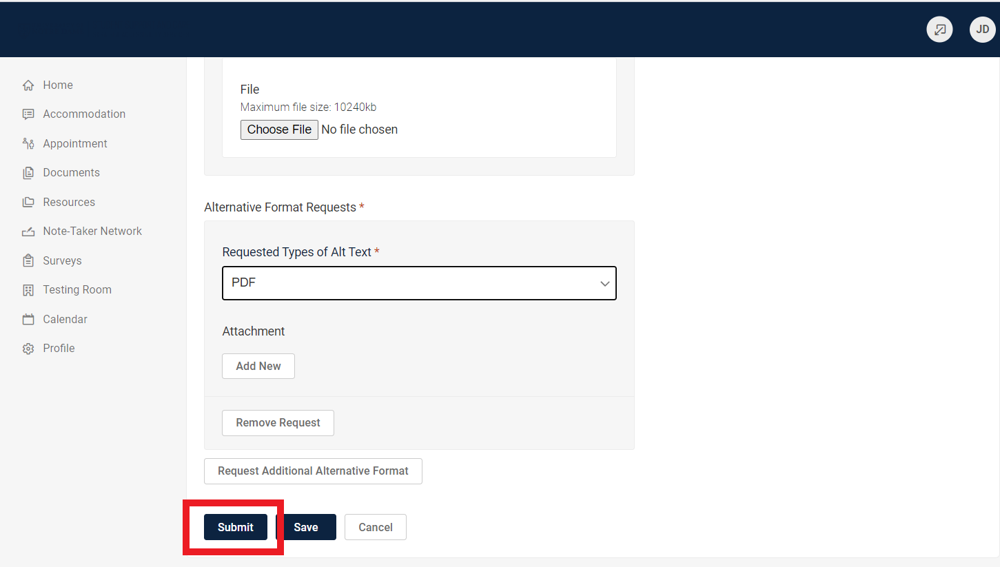 JD
Home
Accommodation
Appointment
Documents
Resources
Note-Taker Network
Surveys
Testing Room
Calendar
Profile
File
Maximum file size: 10240kb
Choose File No file chosen
Alternative Format Requests *
Requested Types of Alt Text *
PDF
Attachment
Add New
Remove Request
Request Additional Alternative Format
Submit Save Cancel